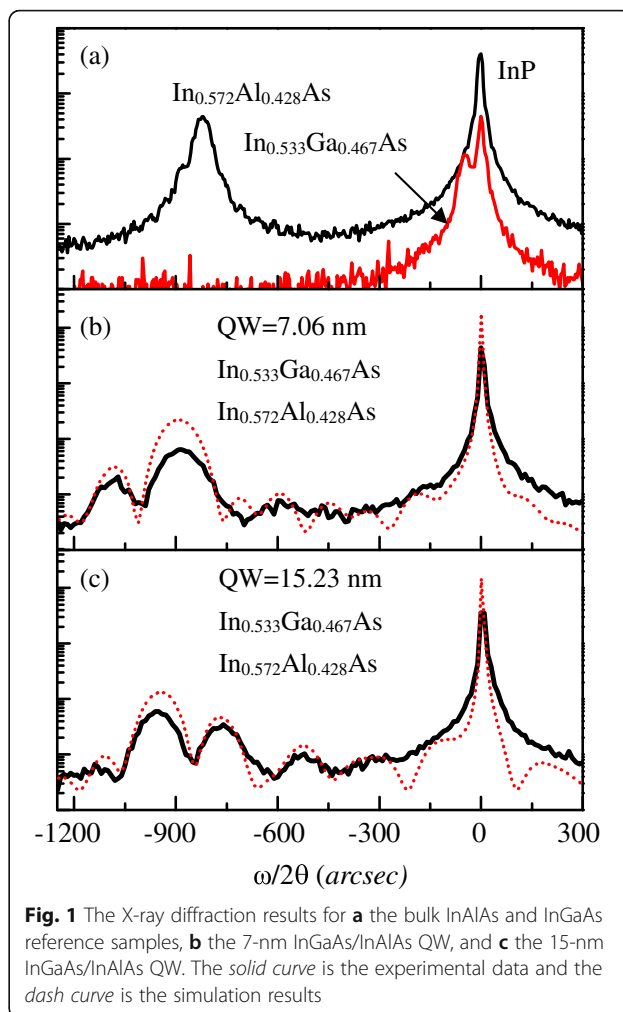 (a)
InP
In0.572Al0.428As
In0.533Ga0.467As
(b)
QW=7.06 nm
In0.533Ga0.467As
In0.572Al0.428As
(c)
QW=15.23 nm
In0.533Ga0.467As
In0.572Al0.428As
-1200 -900 -600 -300 0 300
ω/2θ (arcsec)
Fig. 1 The X-ray diffraction results for a the bulk InAlAs and InGaAs
reference samples, b the 7-nm InGaAs/InAlAs QW, and c the 15-nm
InGaAs/InAlAs QW. The solid curve is the experimental data and the
dash curve is the simulation results